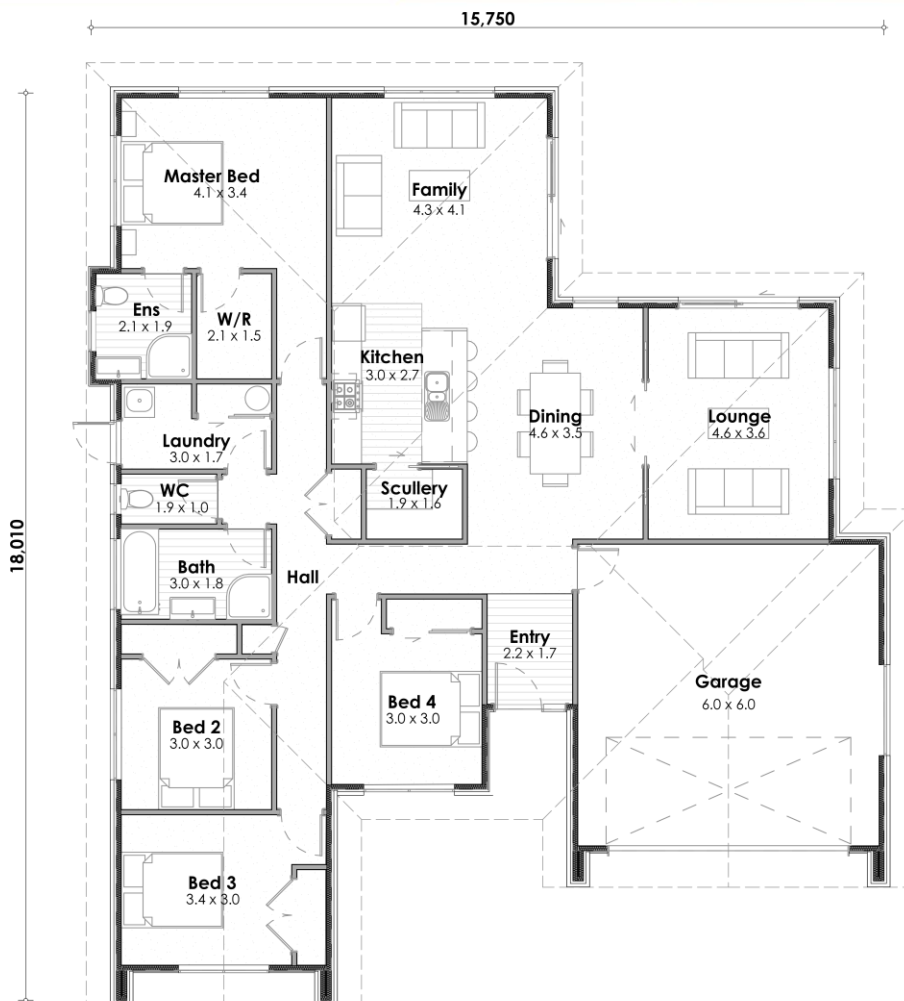 15,750
18,010
Master Bed
4.1 x 3.4
Family
4.3 x 4.1
Ens
2.1 x 1.9
W/R
2.1 x 1.5
Kitchen
3.0 x 2.7
Dining
4.6 x 3.5
Lounge
4.6 x 3.6
Laundry
3.0 x 1.7
WC
1.9 x 1.0
Scullery
1.9 x 1.6
Bath
3.0 x 1.8
Hall
Entry
2.2 x 1.7
Garage
6.0 x 6.0
Bed 4
3.0 x 3.0
Bed 2
3.0 x 3.0
Bed 3
3.4 x 3.0